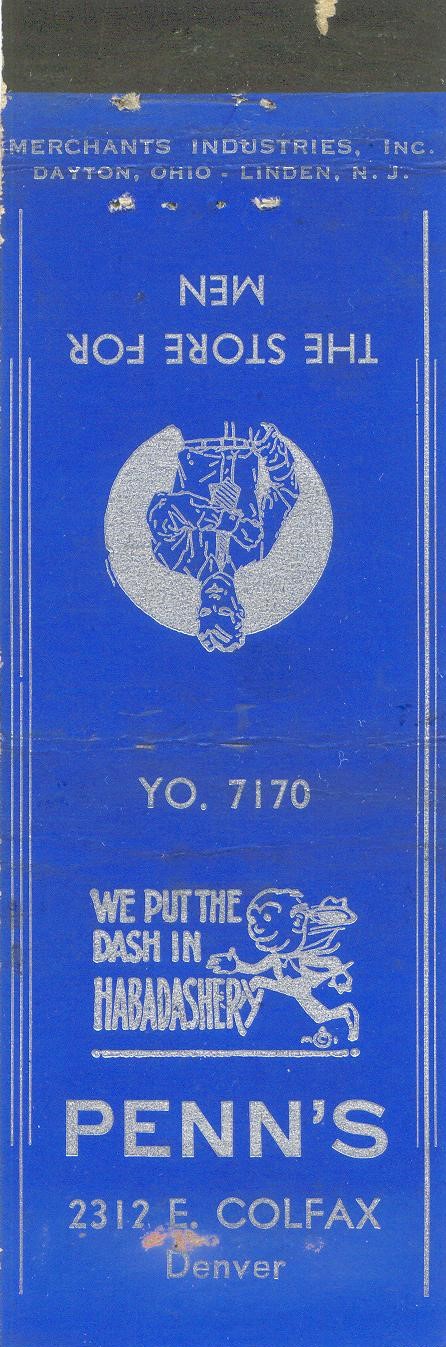 MERCHANTS INDUSTRIES, INC.
DAYTON, OHIO - LINDEN, N. J.
THE STORE FOR
MEN
YO. 7170
WE PUT THE
DASH IN
HABADASHERY
PENN'S
2312 E. COLFAX
Denver